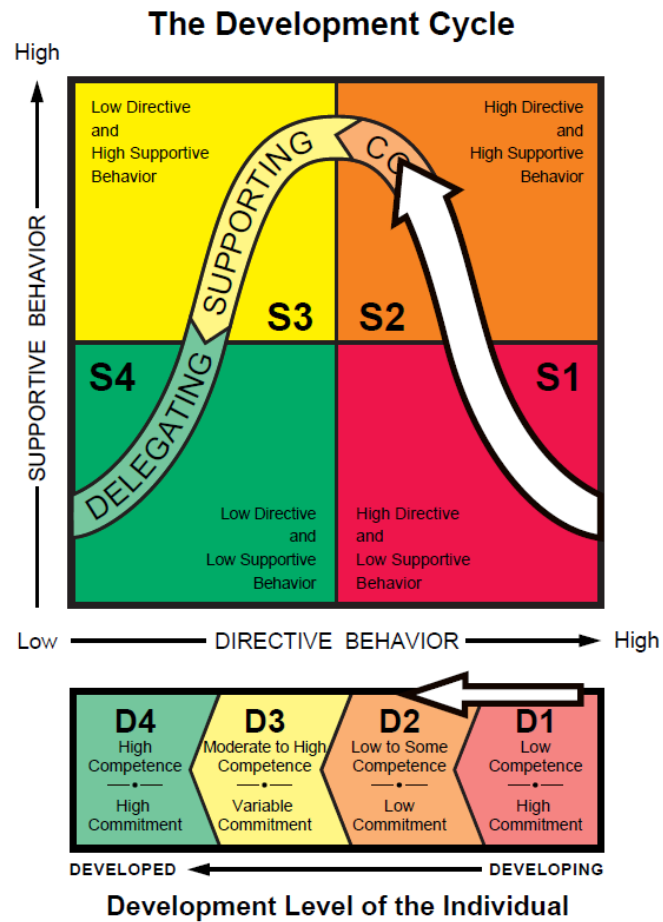 The Development Cycle
High
Low Directive
and
High Supportive
Behavior
High Directive
and
High Supportive
Behavior
SUPPORTING
CO
S3
S2
SUPPORTIVE BEHAVIOR
S4
S1
DELEGATING
Low Directive
and
Low Supportive
Behavior
High Directive
and
Low Supportive
Behavior
Low
DIRECTIVE BEHAVIOR
High
D4
High
Competence
High
Commitment
D3
Moderate to High
Competence
Variable
Commitment
D2
Low to Some
Competence
Low
Commitment
D1
Low
Competence
High
Commitment
DEVELOPED
DEVELOPING
Development Level of the Individual